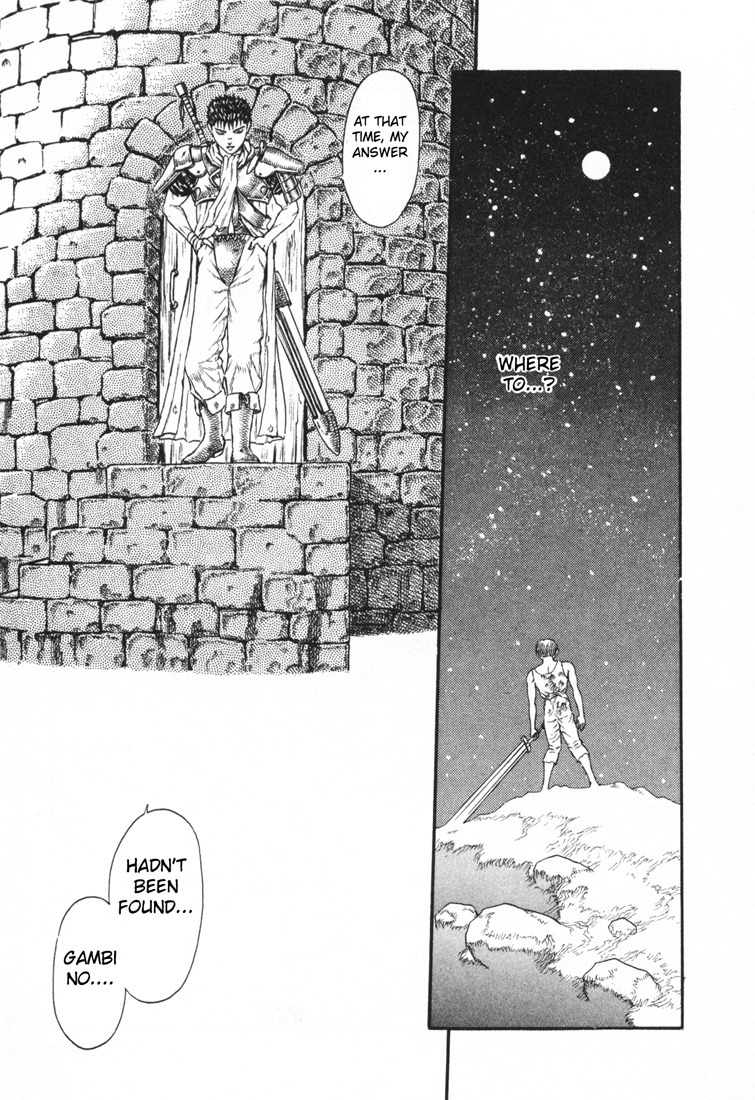 WHERE
TO...?
AT THAT
TIME, MY
ANSWER
...
HADN'T
BEEN
FOUND...
GAMBI
NO....